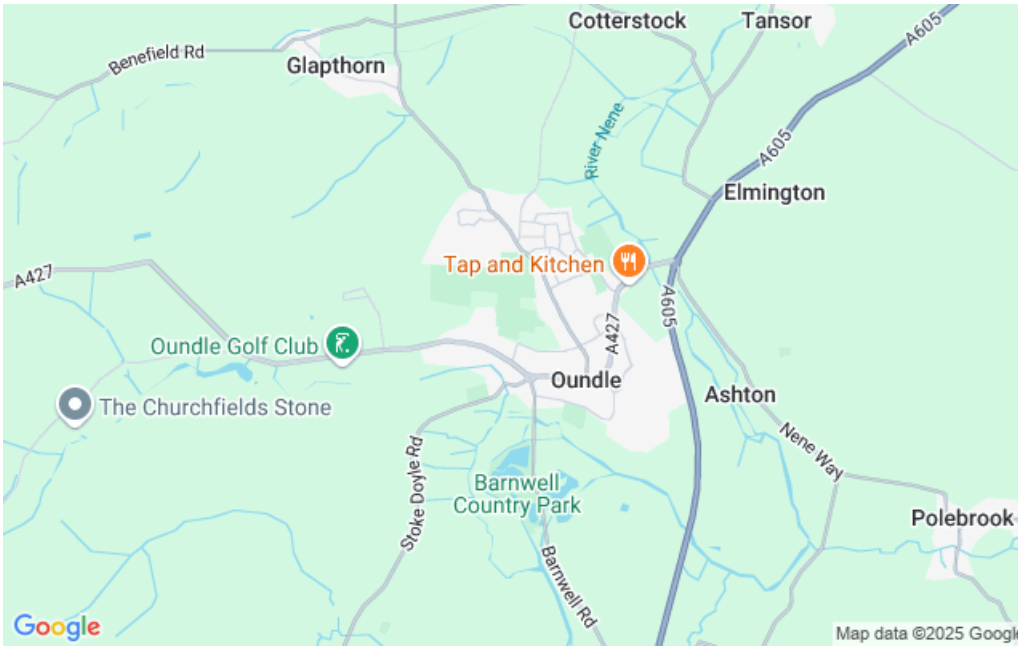 Cotterstock
Tansor
A605
Benefield Rd
Glapthorn
River Nene
A605
Elmington
Tap and Kitchen
A427
A605
A427
Oundle Golf Club
Oundle
Ashton
The Churchfields Stone
Nene Way
Stoke Doyle Rd
Barnwell
Country Park
Polebrook
Barnwell Rd
Google
Map data ©2025 Google